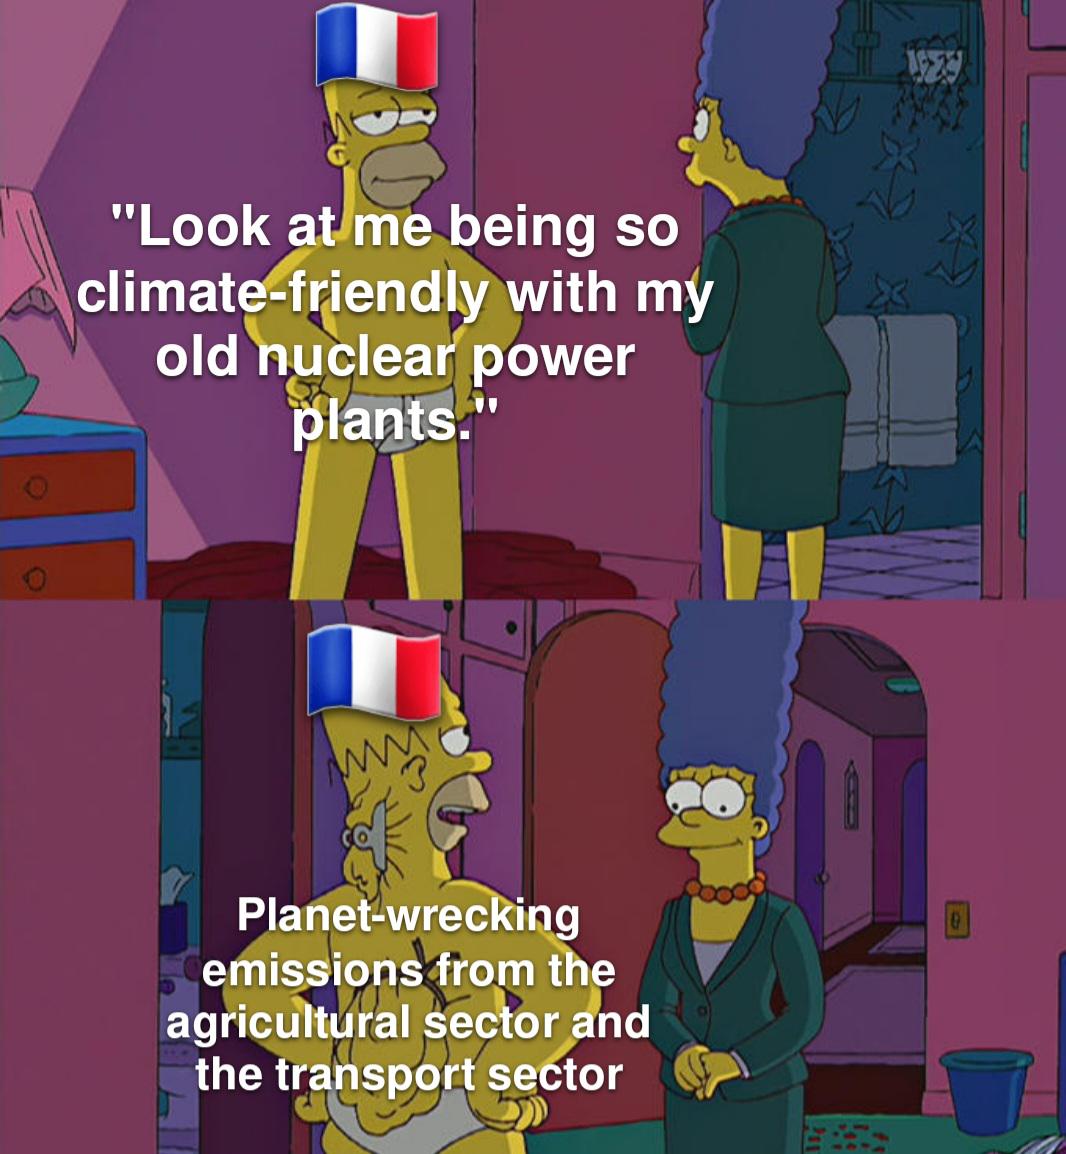 "Look at me being so
climate-friendly with my
old nuclear power
plants."
Planet-wrecking
emissions from the
agricultural sector and
the transport sector